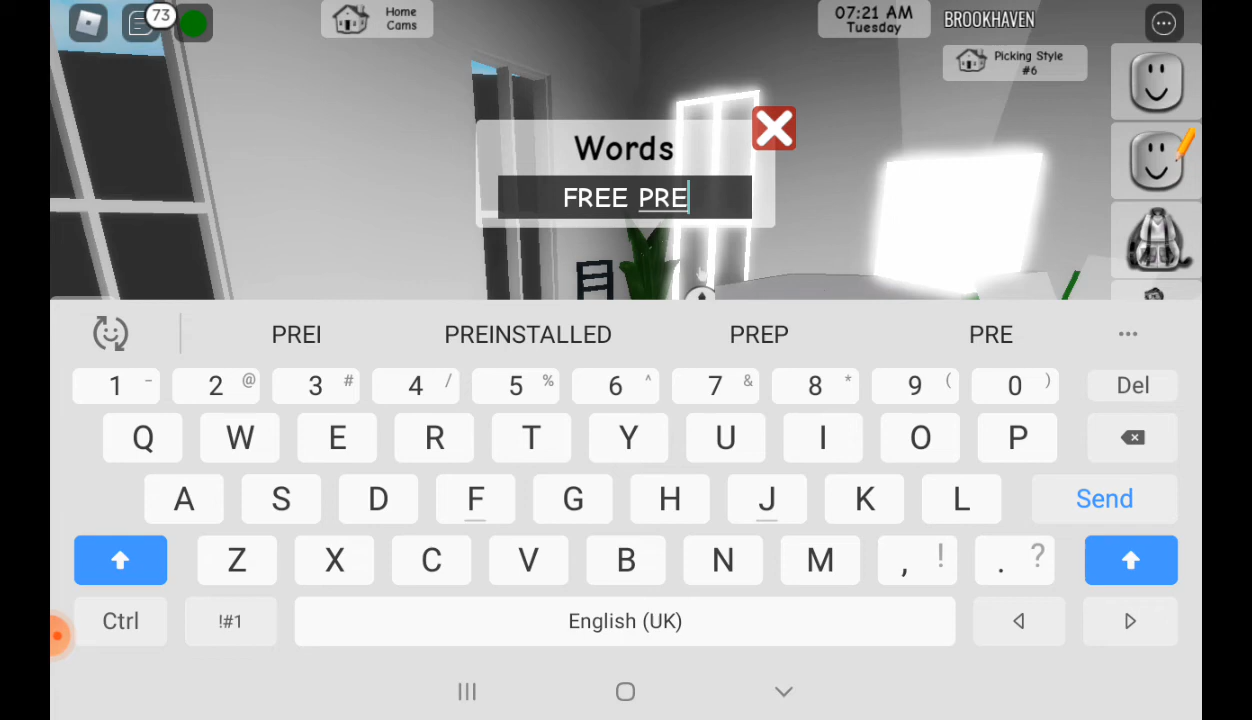 73
Home
Cams
07:21 AM
Tuesday
BROOKHAVEN
Picking Style
#6
Words
FREE PRE
PREI PREINSTALLED PREP PRE
1 - 2 @ 3 # 4 / 5 % 6 ^ 7 & 8 * 9 ( 0 ) Del
Q W E R T Y U I O P
A S D F G H J K L Send
Z X C V B N M , ! . ?
Ctrl !#1 English (UK)